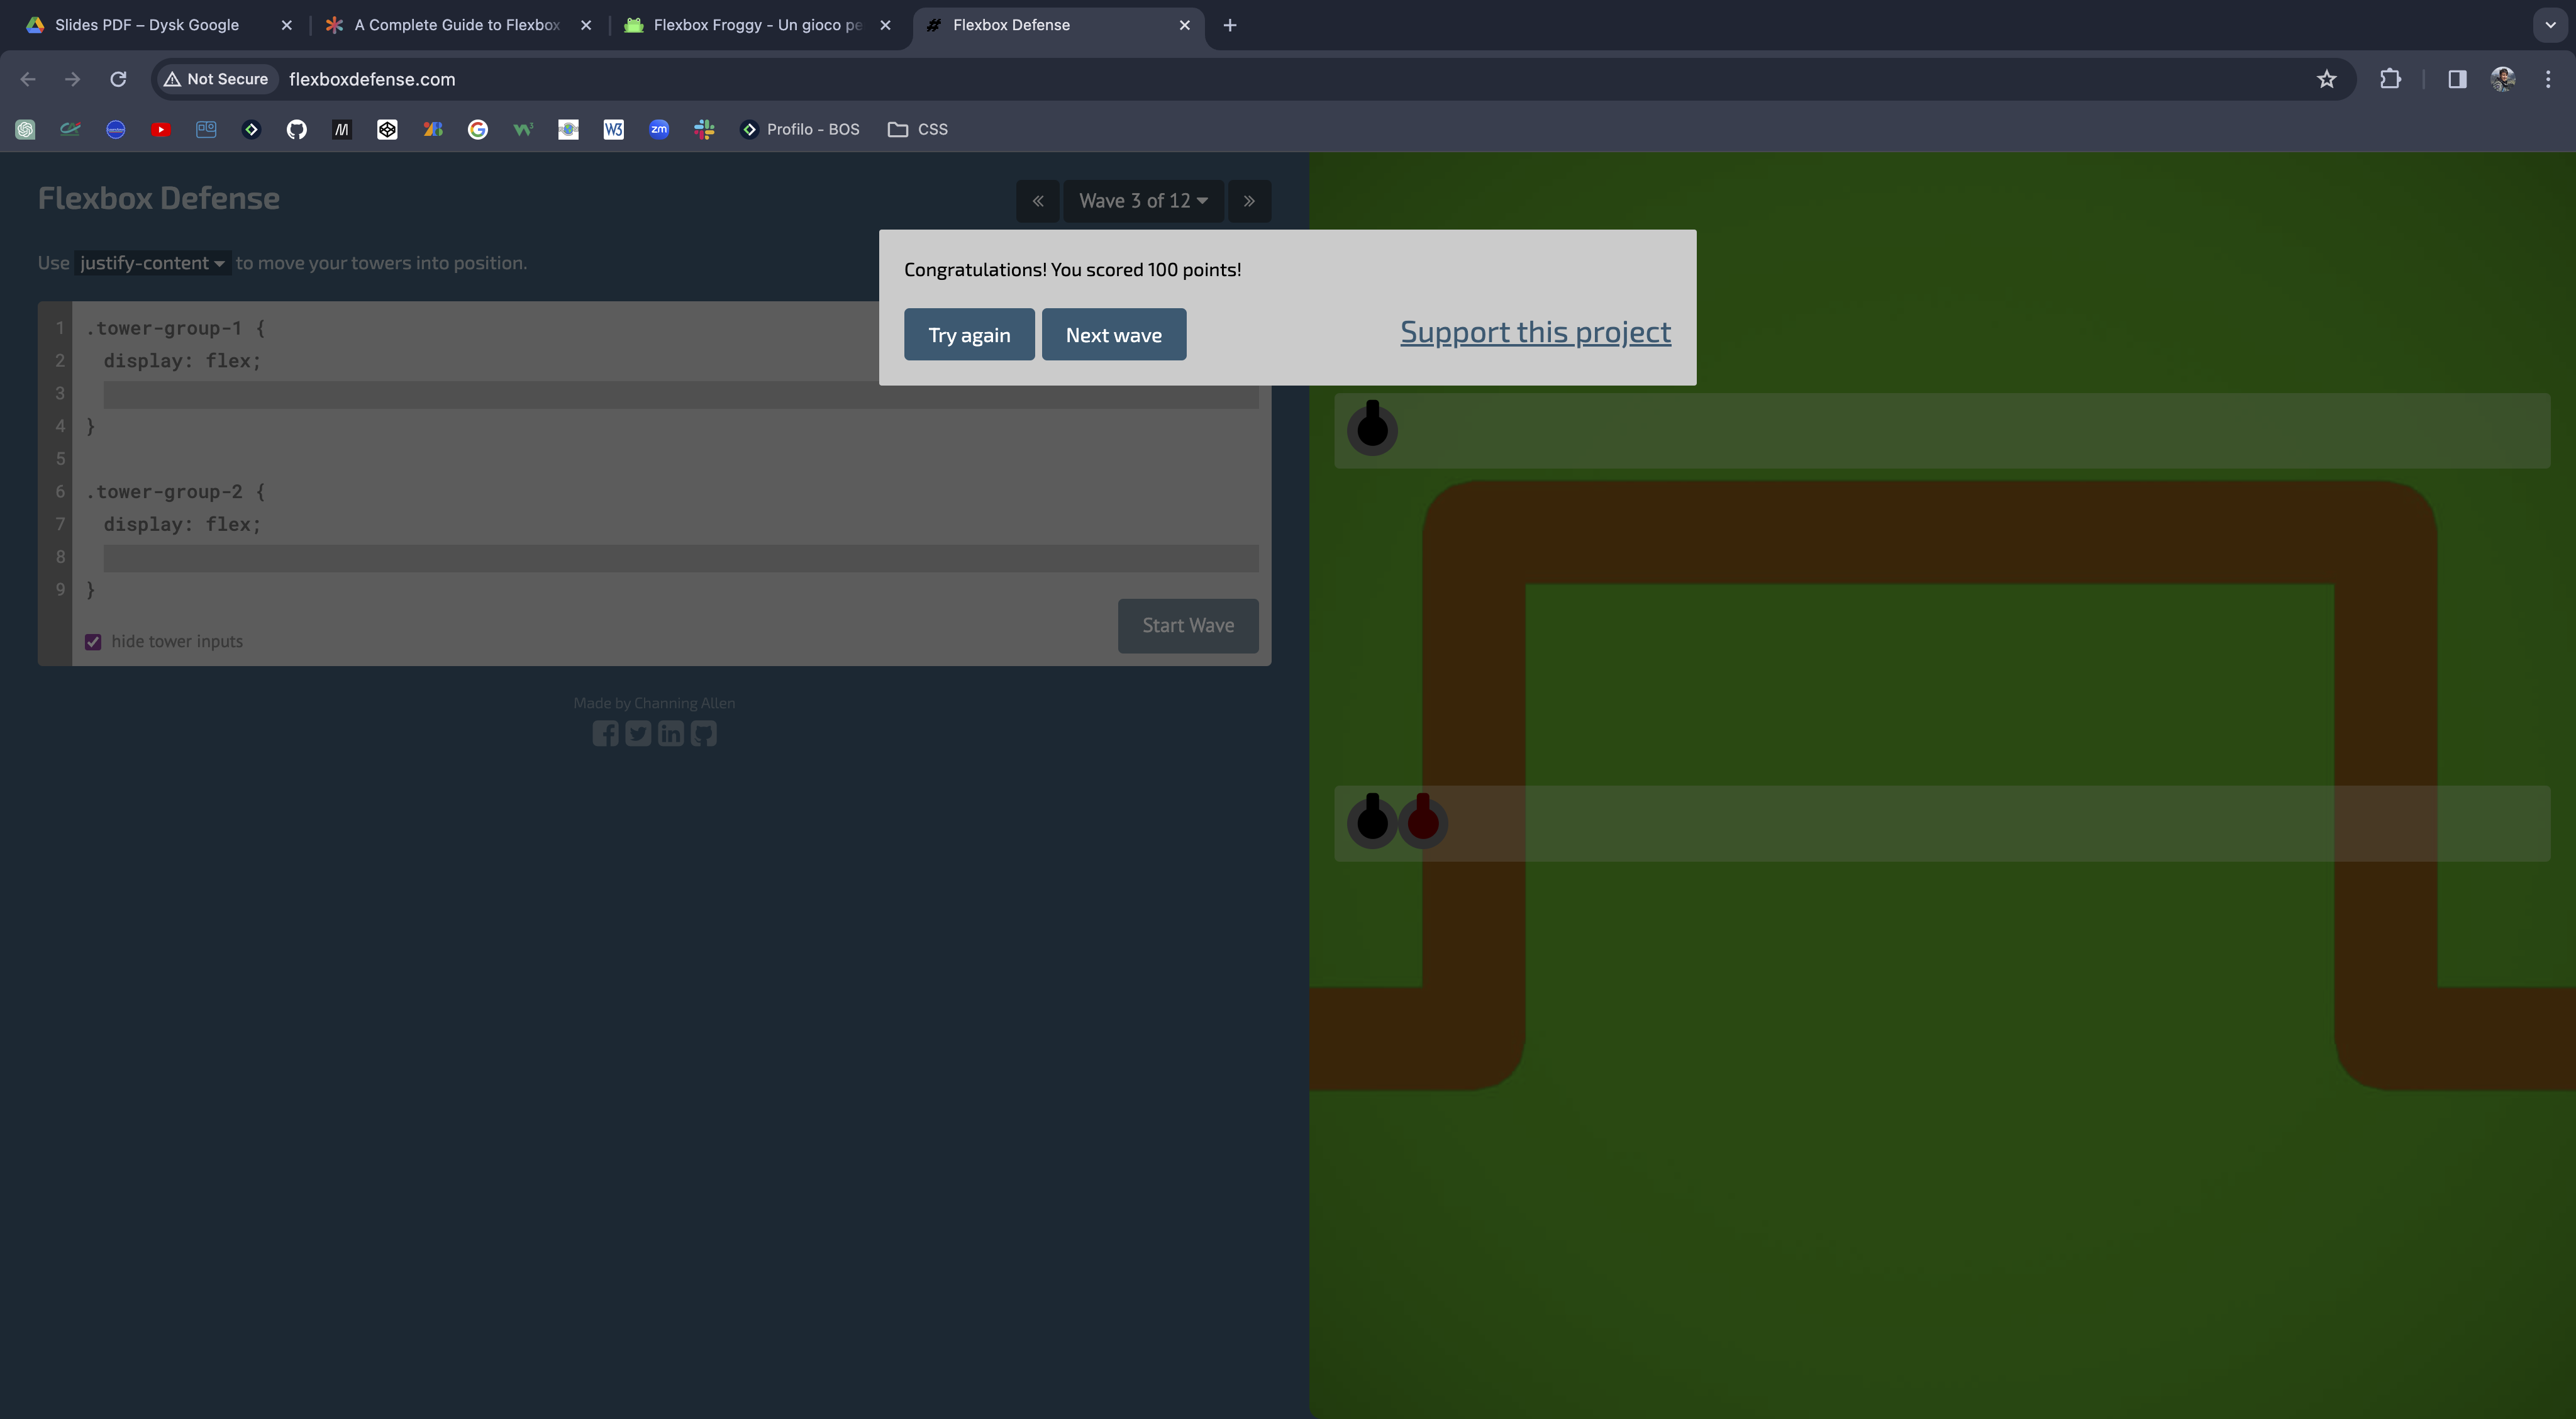 Slides PDF – Dysk Google
A Complete Guide to Flexbox
Flexbox Froggy - Un gioco pe
Flexbox Defense
Not Secure
flexboxdefense.com
W3
zm
Profilo - BOS
CSS
Flexbox Defense
« Wave 3 of 12 »
Use justify-content to move your towers into position.
Congratulations! You scored 100 points!
Try again Next wave Support this project
1 .tower-group-1 {
2 display: flex;
3
4 }
5
6 .tower-group-2 {
7 display: flex;
8
9 }
hide tower inputs
Start Wave
Made by Channing Allen